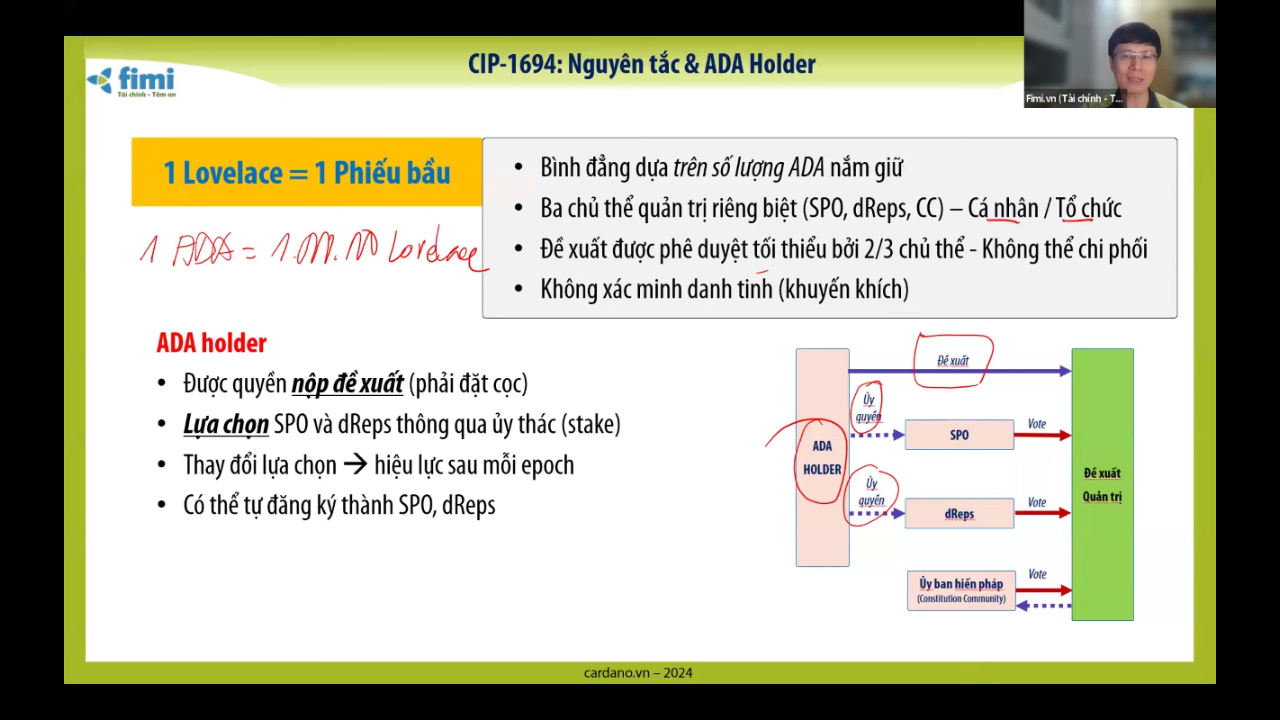 CIP-1694: Nguyên tắc & ADA Holder
fimi
Tài chính - Tâm an
Fimi.vn (Tài chính - T...
1 Lovelace = 1 Phiếu bầu
• Bình đẳng dựa trên số lượng ADA nắm giữ
• Ba chủ thể quản trị riêng biệt (SPO, dReps, CC) – Cá nhân / Tổ chức
• Đề xuất được phê duyệt tối thiểu bởi 2/3 chủ thể - Không thể chi phối
• Không xác minh danh tinh (khuyến khích)
1 ADA = Lovelace
ADA holder
• Được quyền nộp đề xuất (phải đặt cọc)
• Lựa chọn SPO và dReps thông qua ủy thác (stake)
• Thay đổi lựa chọn → hiệu lực sau mỗi epoch
• Có thể tự đăng ký thành SPO, dReps
ADA
HOLDER
Đề xuất
Ủy
quyền
SPO
Vote
Ủy
quyền
dReps
Vote
Ủy ban hiến pháp
(Constitution Community)
Vote
Đề xuất
Quản trị
cardano.vn – 2024